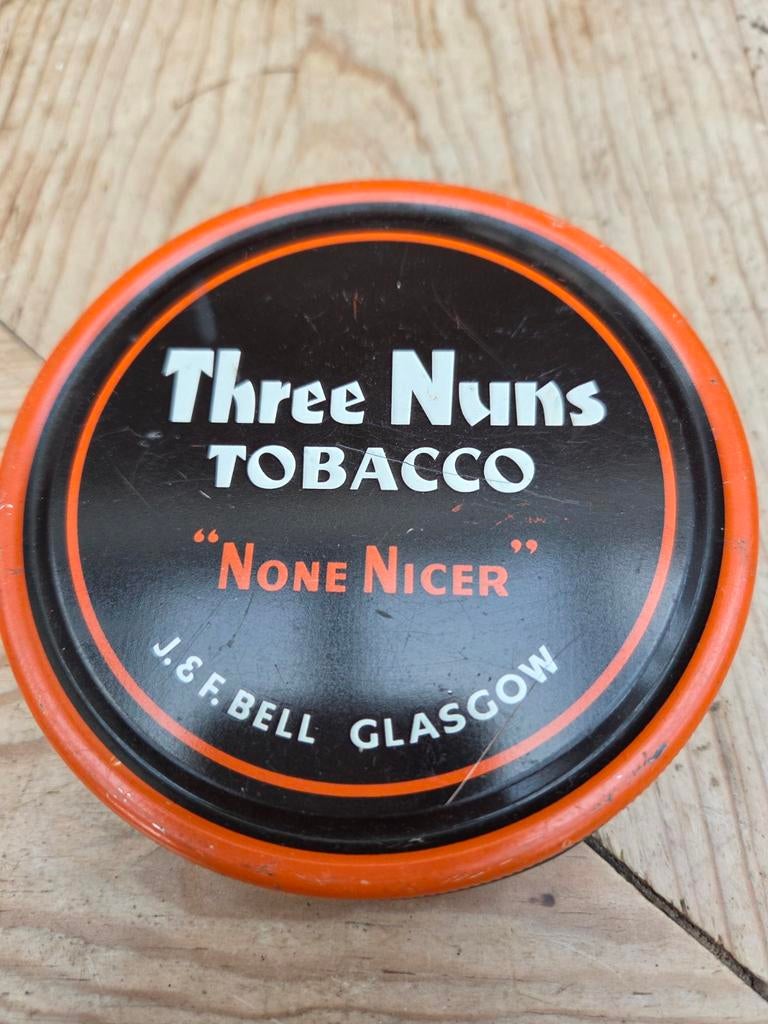 Three Nuns
TOBACCO
“NONE NICER”
J. & F. BELL GLASGOW